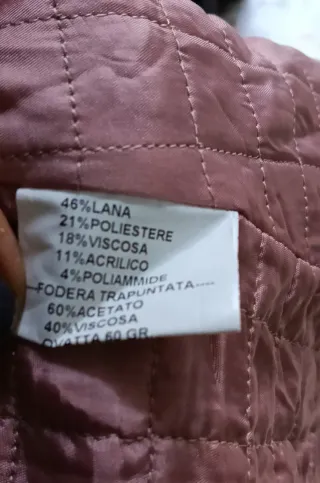 46%LANA
21%POLIESTERE
18%VISCOSA
11%ACRILICO
4%POLIAMMIDE
FODERA TRAPUNTATA----
60%ACETATO
40%VISCOSA
OVATTA 60 GR.